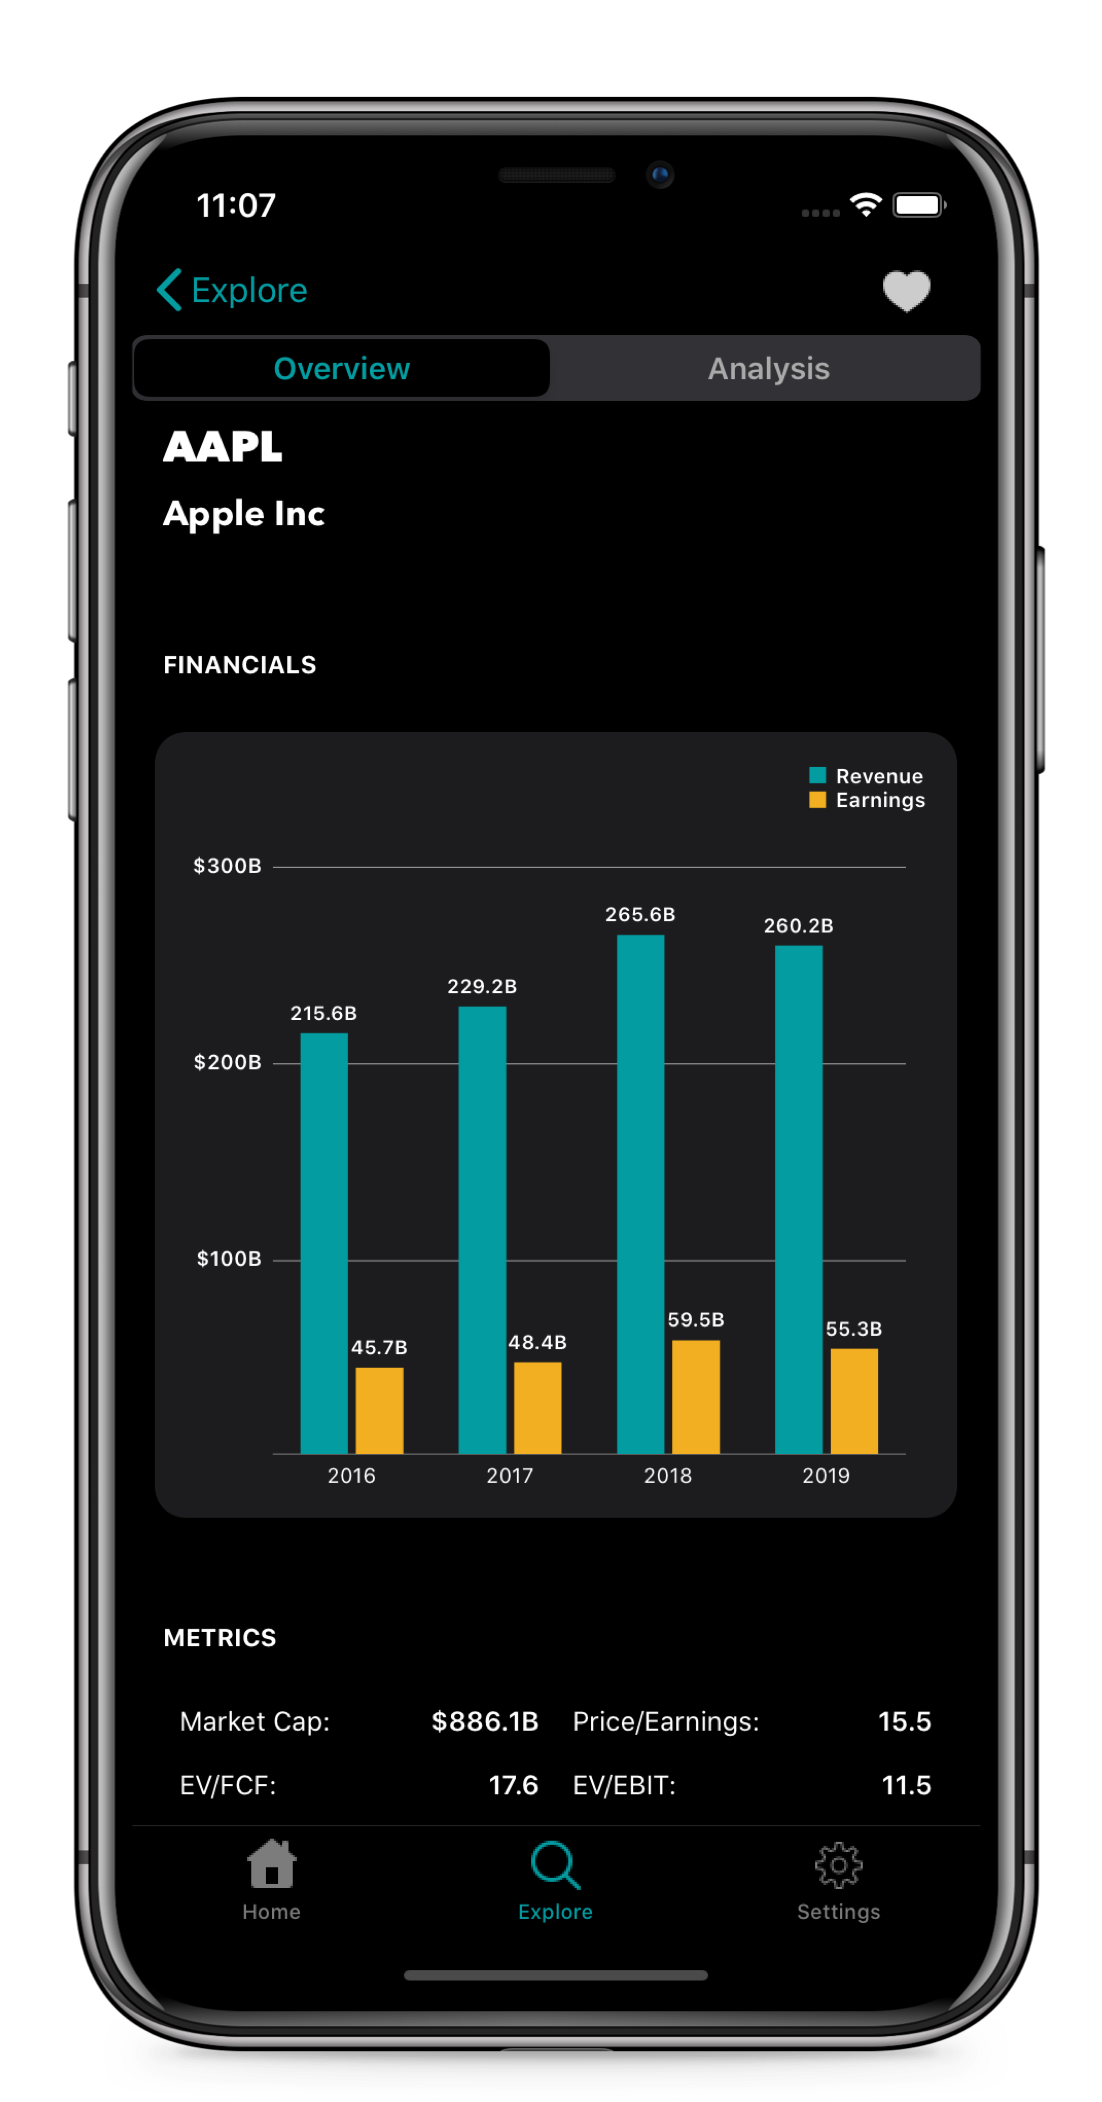 11:07
Explore
Overview Analysis
AAPL
Apple Inc
FINANCIALS
Revenue
Earnings
$300B
265.6B
260.2B
229.2B
215.6B
$200B
$100B
59.5B
55.3B
48.4B
45.7B
2016 2017 2018 2019
METRICS
Market Cap: $886.1B Price/Earnings: 15.5
EV/FCF: 17.6 EV/EBIT: 11.5
Home Explore Settings